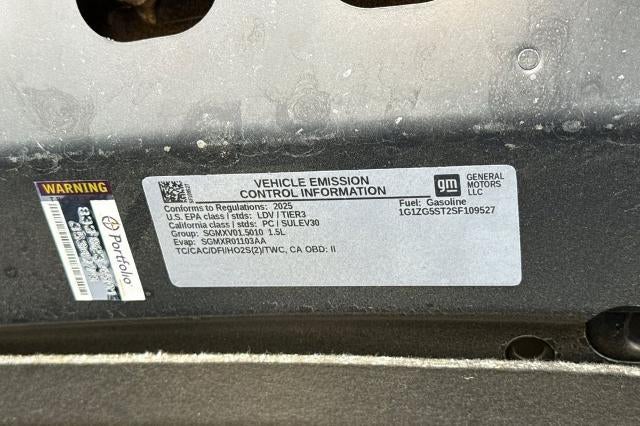 WARNING
Portfolio
VEHICLE EMISSION
CONTROL INFORMATION
gm
GENERAL
MOTORS
LLC
Conforms to Regulations: 2025
U.S. EPA class / stds: LDV / TIER3
California class / stds: PC / SULEV30
Group: SGMXV01.5010 1.5L
Evap: SGMXR01103AA
TC/CAC/DFI/HO2S(2)/TWC, CA OBD: II
Fuel: Gasoline
1G1ZG5ST2SF109527